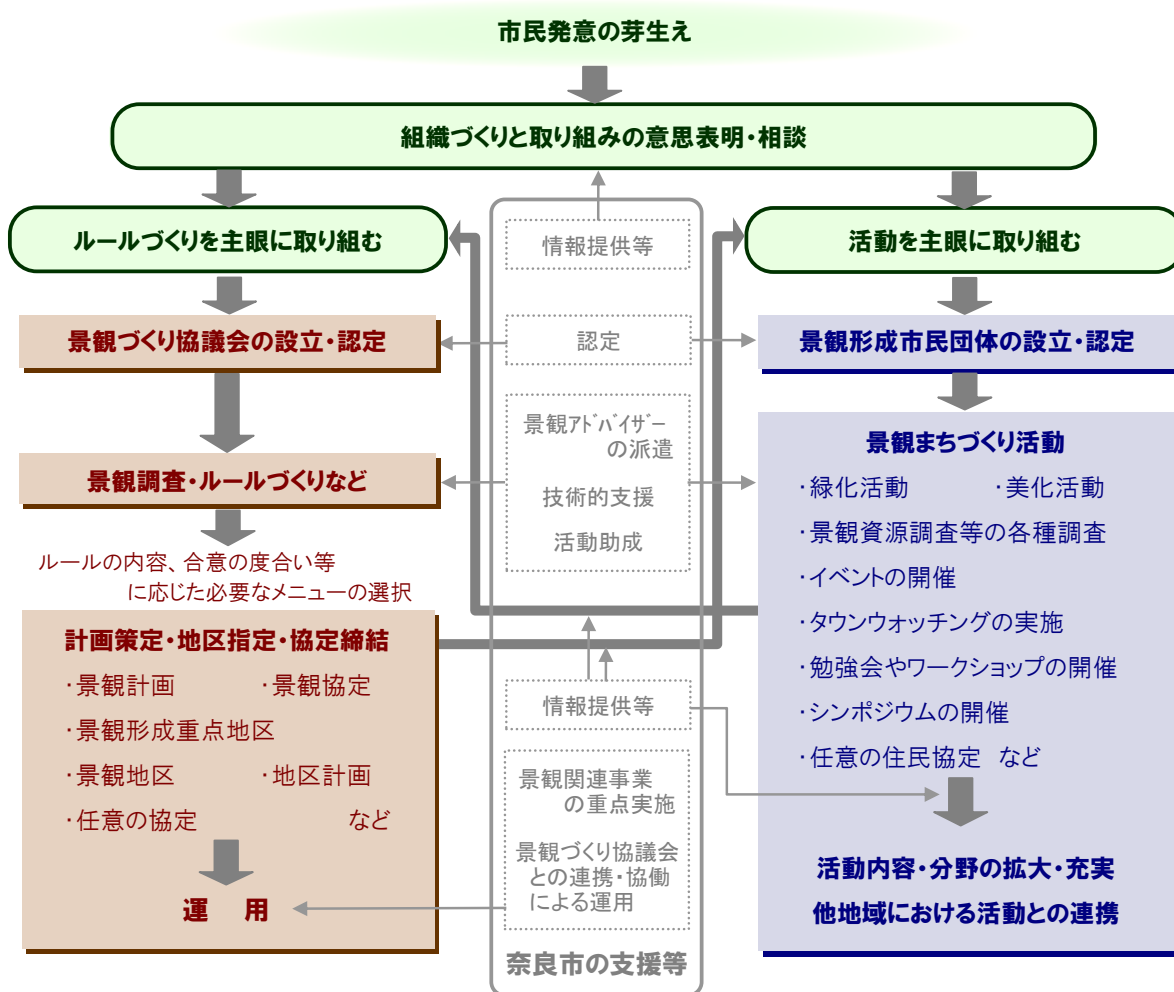 市民発意の芽生え
組織づくりと取り組みの意思表明・相談
ルールづくりを主眼に取り組む
景観づくり協議会の設立・認定
景観調査・ルールづくりなど
ルールの内容、合意の度合い等
に応じた必要なメニューの選択
計画策定・地区指定・協定締結
・景観計画 ・景観協定
・景観形成重点地区
・景観地区 ・地区計画
・任意の協定 など
運 用
情報提供等
認定
景観ｱﾄﾞﾊﾞｲｻﾞｰ
の派遣
技術的支援
活動助成
情報提供等
景観関連事業
の重点実施
景観づくり協議会
との連携・協働
による運用
奈良市の支援等
活動を主眼に取り組む
景観形成市民団体の設立・認定
景観まちづくり活動
・緑化活動 ・美化活動
・景観資源調査等の各種調査
・イベントの開催
・タウンウォッチングの実施
・勉強会やワークショップの開催
・シンポジウムの開催
・任意の住民協定 など
活動内容・分野の拡大・充実
他地域における活動との連携